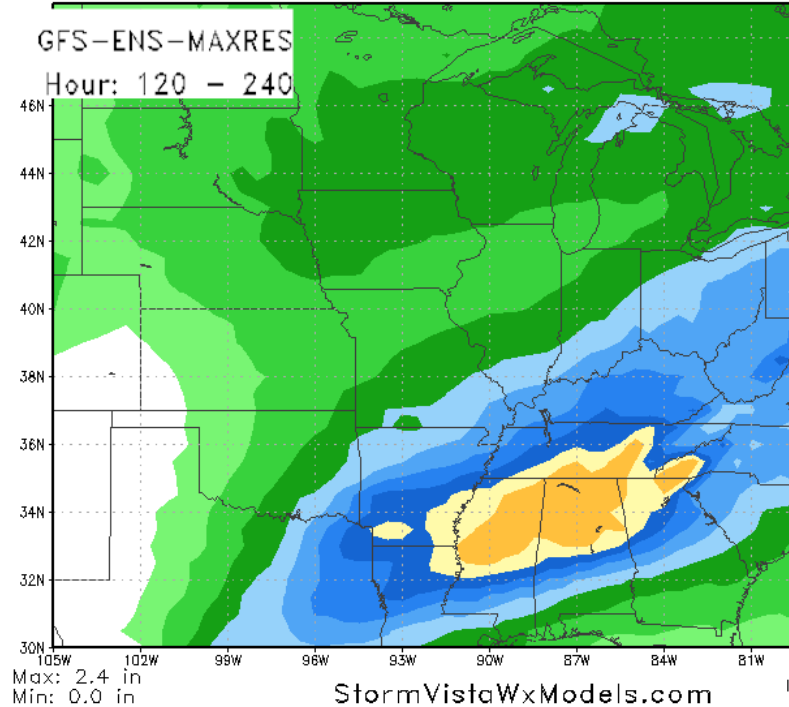 GFS-ENS-MAXRES
Hour: 120 - 240
46N
44N
42N
40N
38N
36N
34N
32N
30N
105W 102W 99W 96W 93W 90W 87W 84W 81W
Max: 2.4 in
Min: 0.0 in
StormVistaWxModels.com